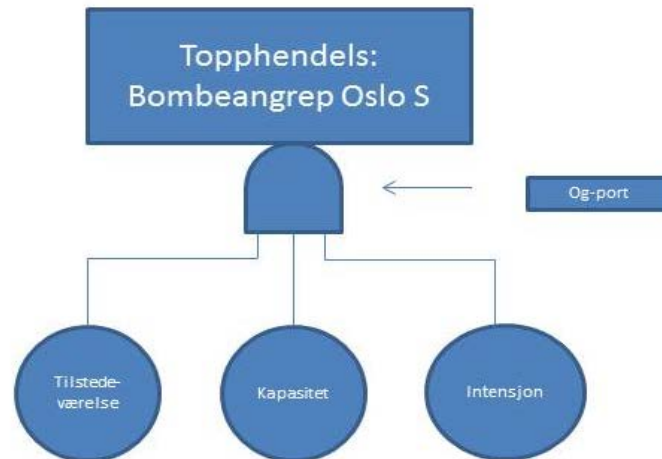 Topphendels:
Bombeangrep Oslo S
Og-port
Tilstede-
værelse
Kapasitet
Intensjon